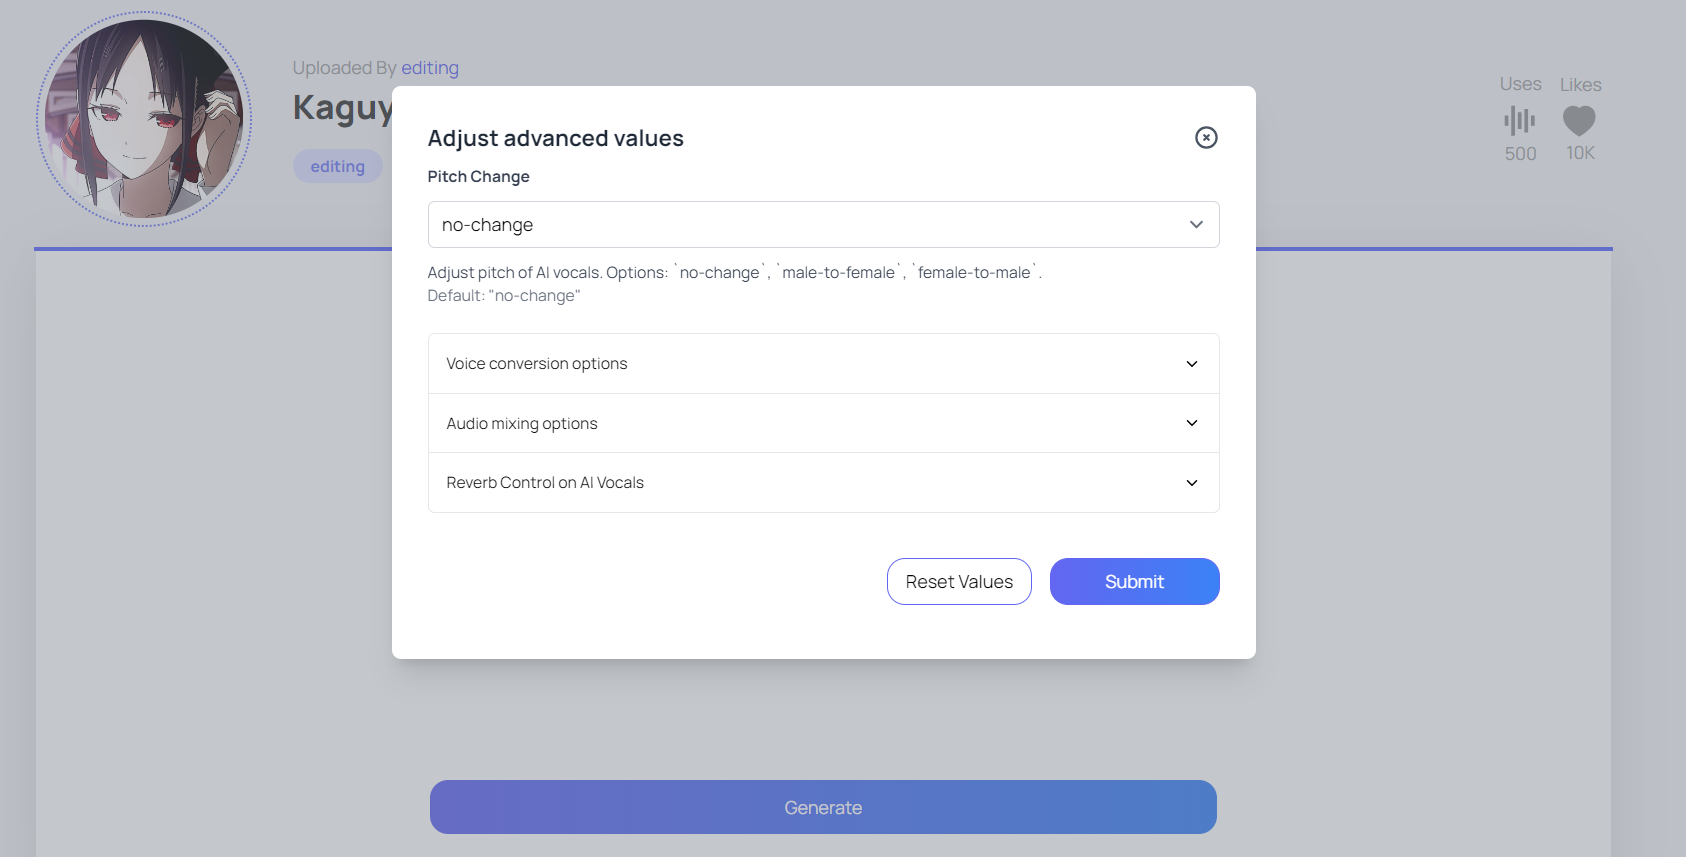 Uploaded By editing
Kaguy
editing
Uses
500
Likes
10K
Adjust advanced values
Pitch Change
no-change
Adjust pitch of AI vocals. Options: `no-change`, `male-to-female`, `female-to-male`.
Default: "no-change"
Voice conversion options
Audio mixing options
Reverb Control on AI Vocals
Reset Values
Submit
Generate